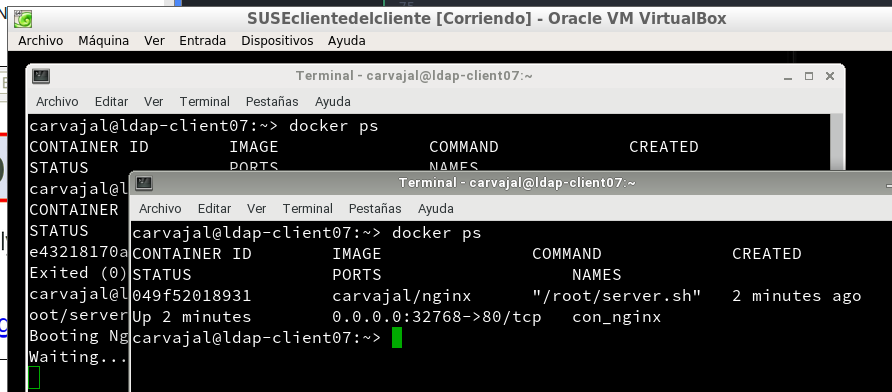 SUSEclientedelcliente [Corriendo] - Oracle VM VirtualBox
Archivo Máquina Ver Entrada Dispositivos Ayuda
Terminal - carvajal@ldap-client07:~
Archivo Editar Ver Terminal Pestañas Ayuda
carvajal@ldap-client07:~> docker ps
CONTAINER ID IMAGE COMMAND CREATED
STATUS PORTS NAMES
carvajal@l
CONTAINER
STATUS
e43218170a
Exited (0)
carvajal@l
oot/server
Booting Ng
Waiting...
Terminal - carvajal@ldap-client07:~
Archivo Editar Ver Terminal Pestañas Ayuda
carvajal@ldap-client07:~> docker ps
CONTAINER ID IMAGE COMMAND CREATED
STATUS PORTS NAMES
049f52018931 carvajal/nginx "/root/server.sh" 2 minutes ago
Up 2 minutes 0.0.0.0:32768->80/tcp con_nginx
carvajal@ldap-client07:~>